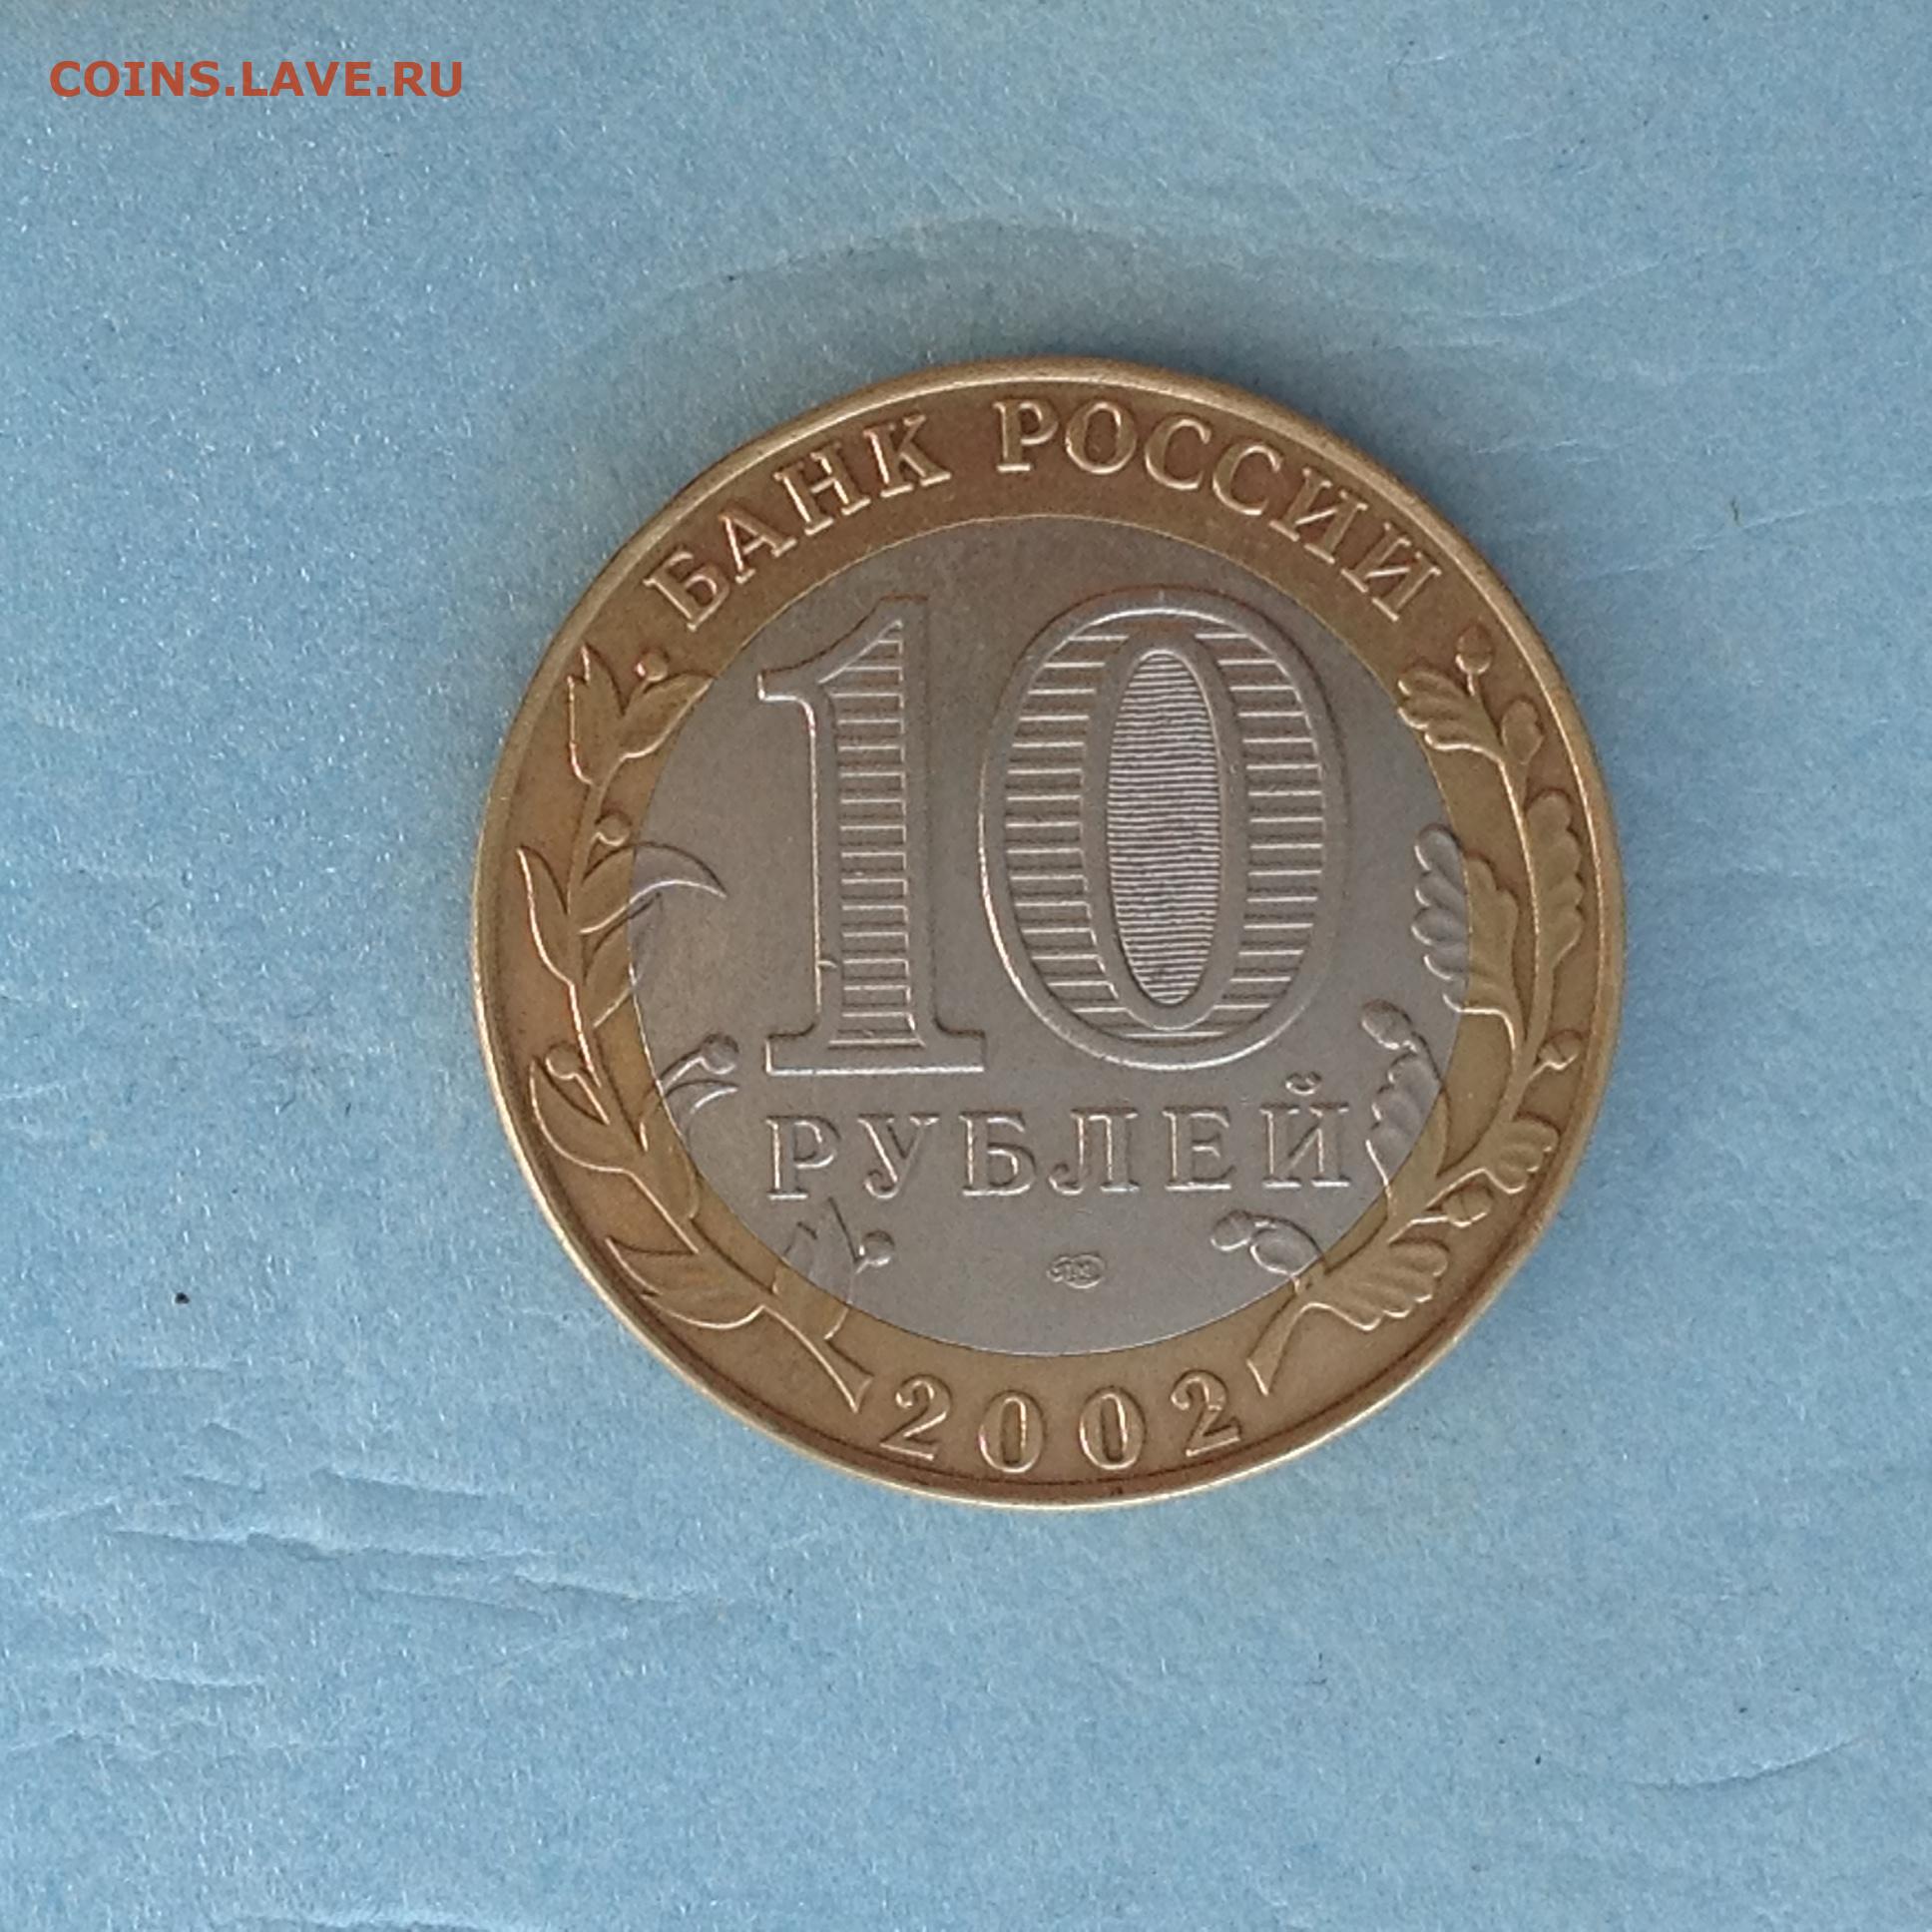 COINS.LAVE.RU
БАНК РОССИИ
10
РУБЛЕЙ
2002